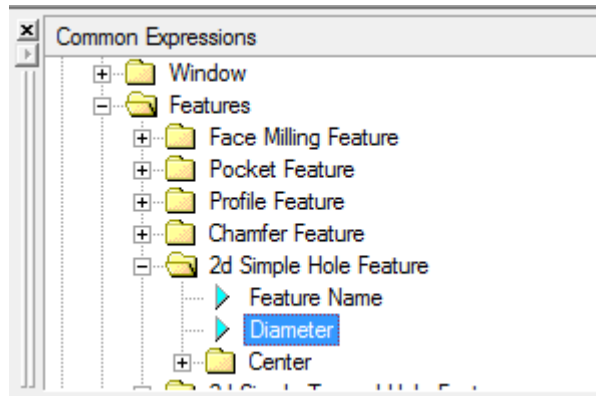 Common Expressions
Window
Features
Face Milling Feature
Pocket Feature
Profile Feature
Chamfer Feature
2d Simple Hole Feature
Feature Name
Diameter
Center